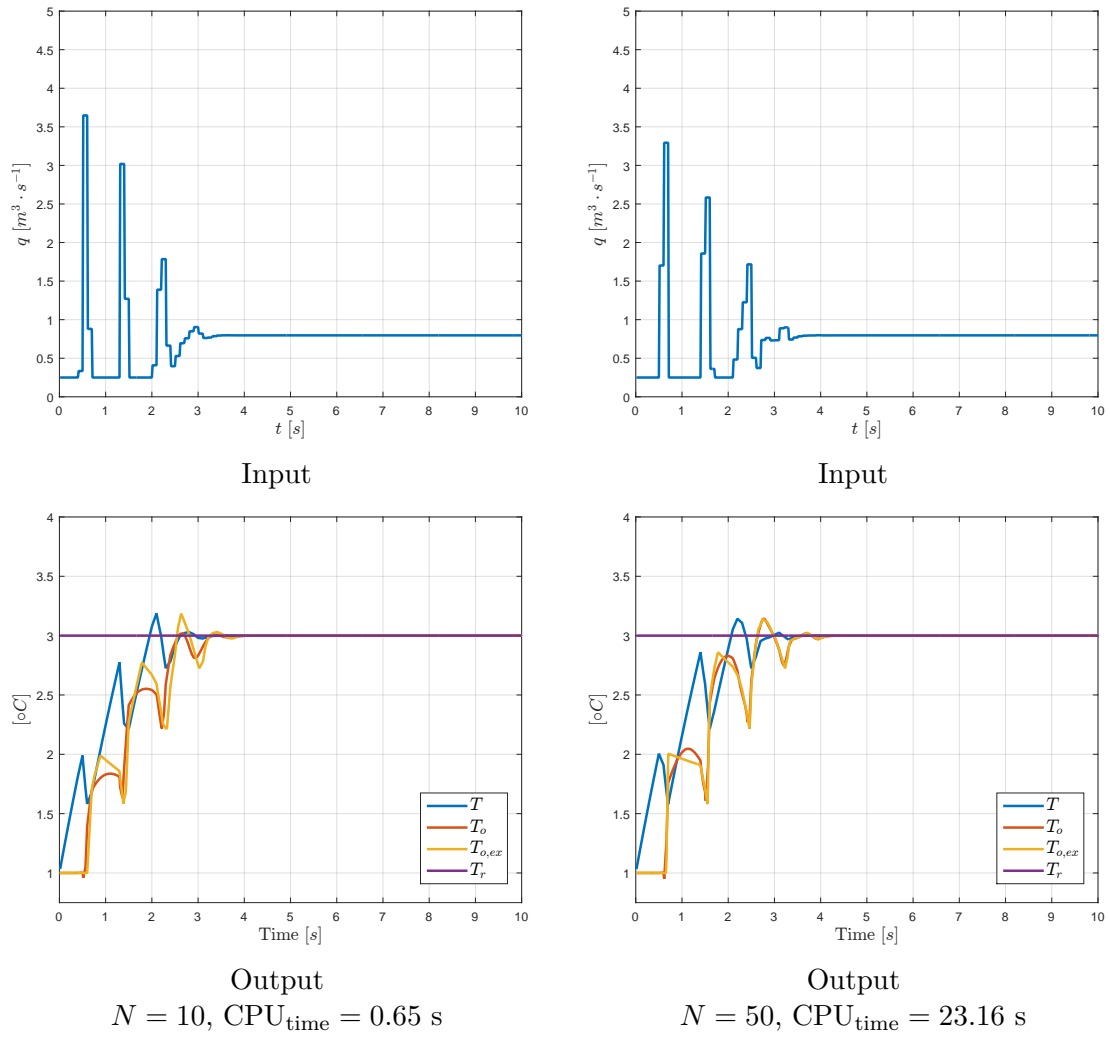 5
4.5
4
3.5
3
2.5
2
1.5
1
0.5
0
q [m³ · s⁻¹]
0 1 2 3 4 5 6 7 8 9 10
t [s]
Input
5
4.5
4
3.5
3
2.5
2
1.5
1
0.5
0
q [m³ · s⁻¹]
0 1 2 3 4 5 6 7 8 9 10
t [s]
Input
4
3.5
3
2.5
2
1.5
1
[∘C]
T
T_o
T_{o,ex}
T_r
0 1 2 3 4 5 6 7 8 9 10
Time [s]
Output
N = 10, CPU_time = 0.65 s
4
3.5
3
2.5
2
1.5
1
[∘C]
T
T_o
T_{o,ex}
T_r
0 1 2 3 4 5 6 7 8 9 10
Time [s]
Output
N = 50, CPU_time = 23.16 s